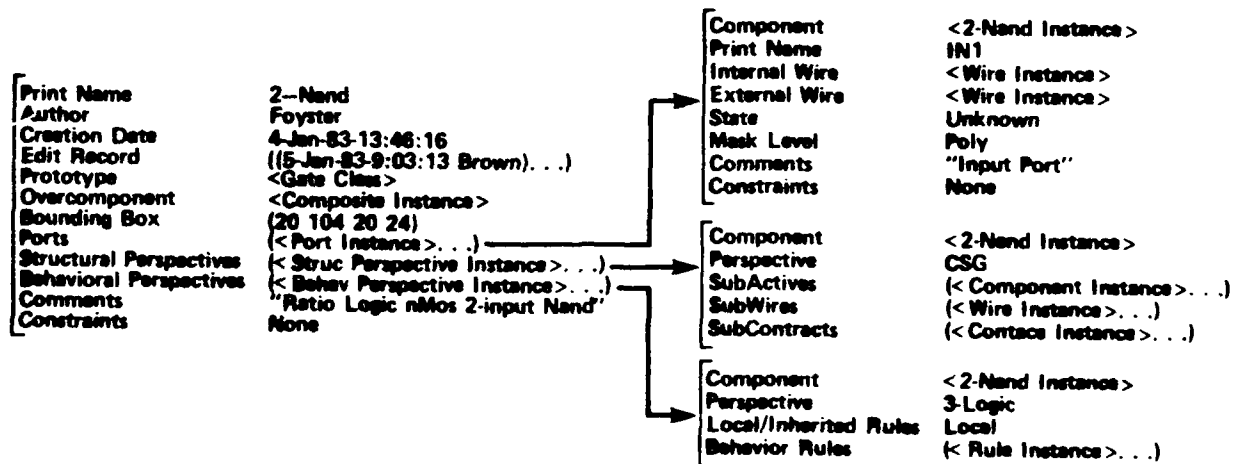 Print Name 2-Nand
Author Foyster
Creation Date 4-Jan-83-13:46:16
Edit Record ((5-Jan-83-9:03:13 Brown). . .)
Prototype <Gate Class>
Overcomponent <Composite Instance>
Bounding Box (20 104 20 24)
Ports (< Port Instance>. . .)
Structural Perspectives (< Struc Perspective Instance>. . .)
Behavioral Perspectives (< Behav Perspective Instance>. . .)
Comments "Ratio Logic nMos 2-input Nand"
Constraints None
Component <2-Nand Instance>
Print Name IN1
Internal Wire <Wire Instance>
External Wire <Wire Instance>
State Unknown
Mask Level Poly
Comments "Input Port"
Constraints None
Component <2-Nand Instance>
Perspective CSG
SubActives (< Component Instance>. . .)
SubWires (< Wire Instance>. . .)
SubContracts (< Contacs Instance>. . .)
Component <2-Nand Instance>
Perspective 3-Logic
Local/Inherited Rules Local
Behavior Rules (< Rule Instance>. . .)